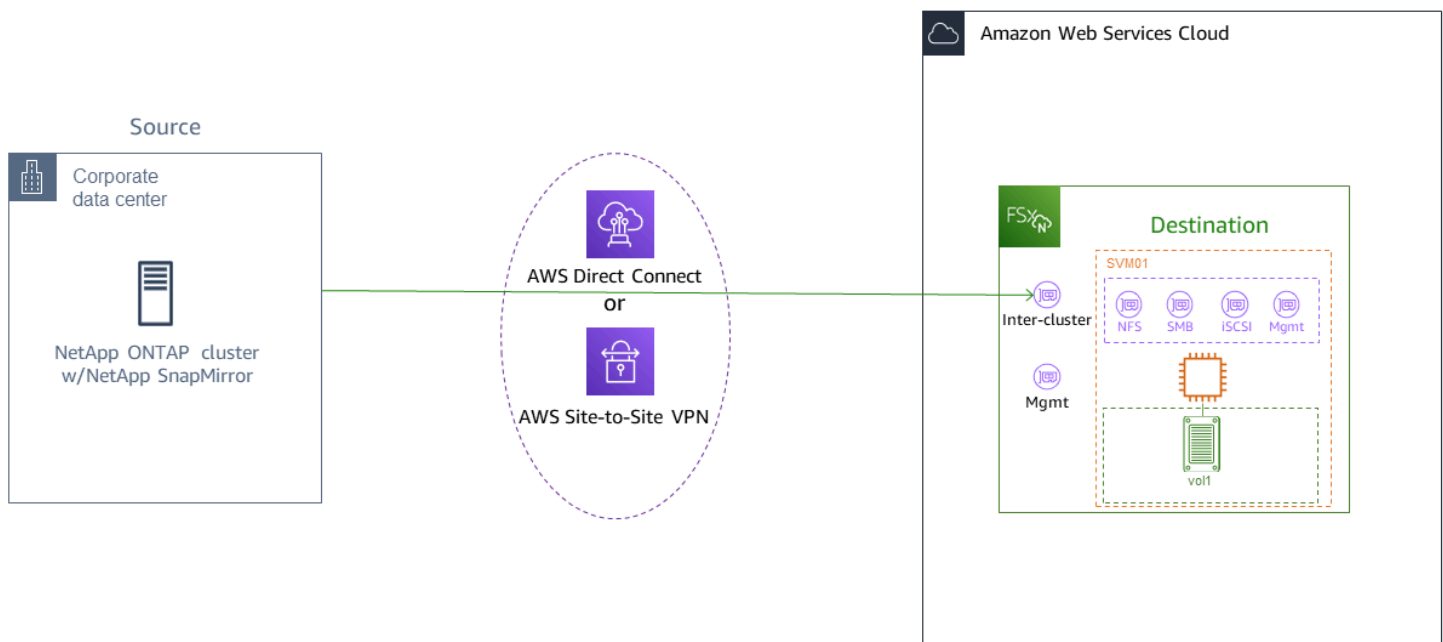 Amazon Web Services Cloud
Source
Corporate
data center
NetApp ONTAP cluster
w/NetApp SnapMirror
AWS Direct Connect
or
AWS Site-to-Site VPN
FSx
N
Destination
SVM01
NFS
SMB
iSCSI
Mgmt
Inter-cluster
Mgmt
vol1